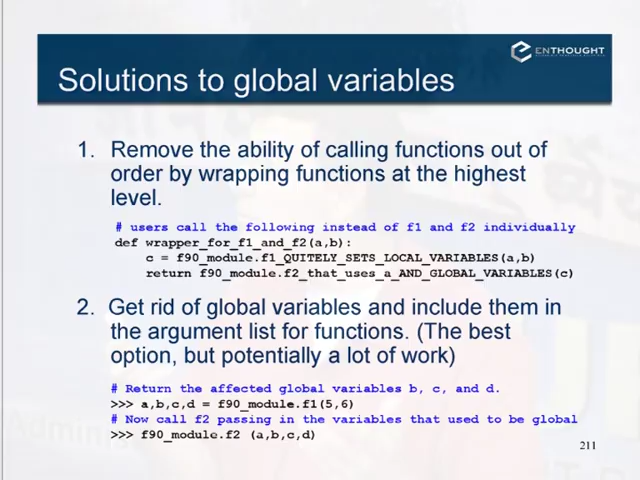 ENTHOUGHT
Solutions to global variables
1. Remove the ability of calling functions out of
order by wrapping functions at the highest
level.
# users call the following instead of f1 and f2 individually
def wrapper_for_f1_and_f2(a,b):
c = f90_module.f1_QUITELY_SETS_LOCAL_VARIABLES(a,b)
return f90_module.f2_that_uses_a_AND_GLOBAL_VARIABLES(c)
2. Get rid of global variables and include them in
the argument list for functions. (The best
option, but potentially a lot of work)
# Return the affected global variables b, c, and d.
>>> a,b,c,d = f90_module.f1(5,6)
# Now call f2 passing in the variables that used to be global
>>> f90_module.f2 (a,b,c,d)
211